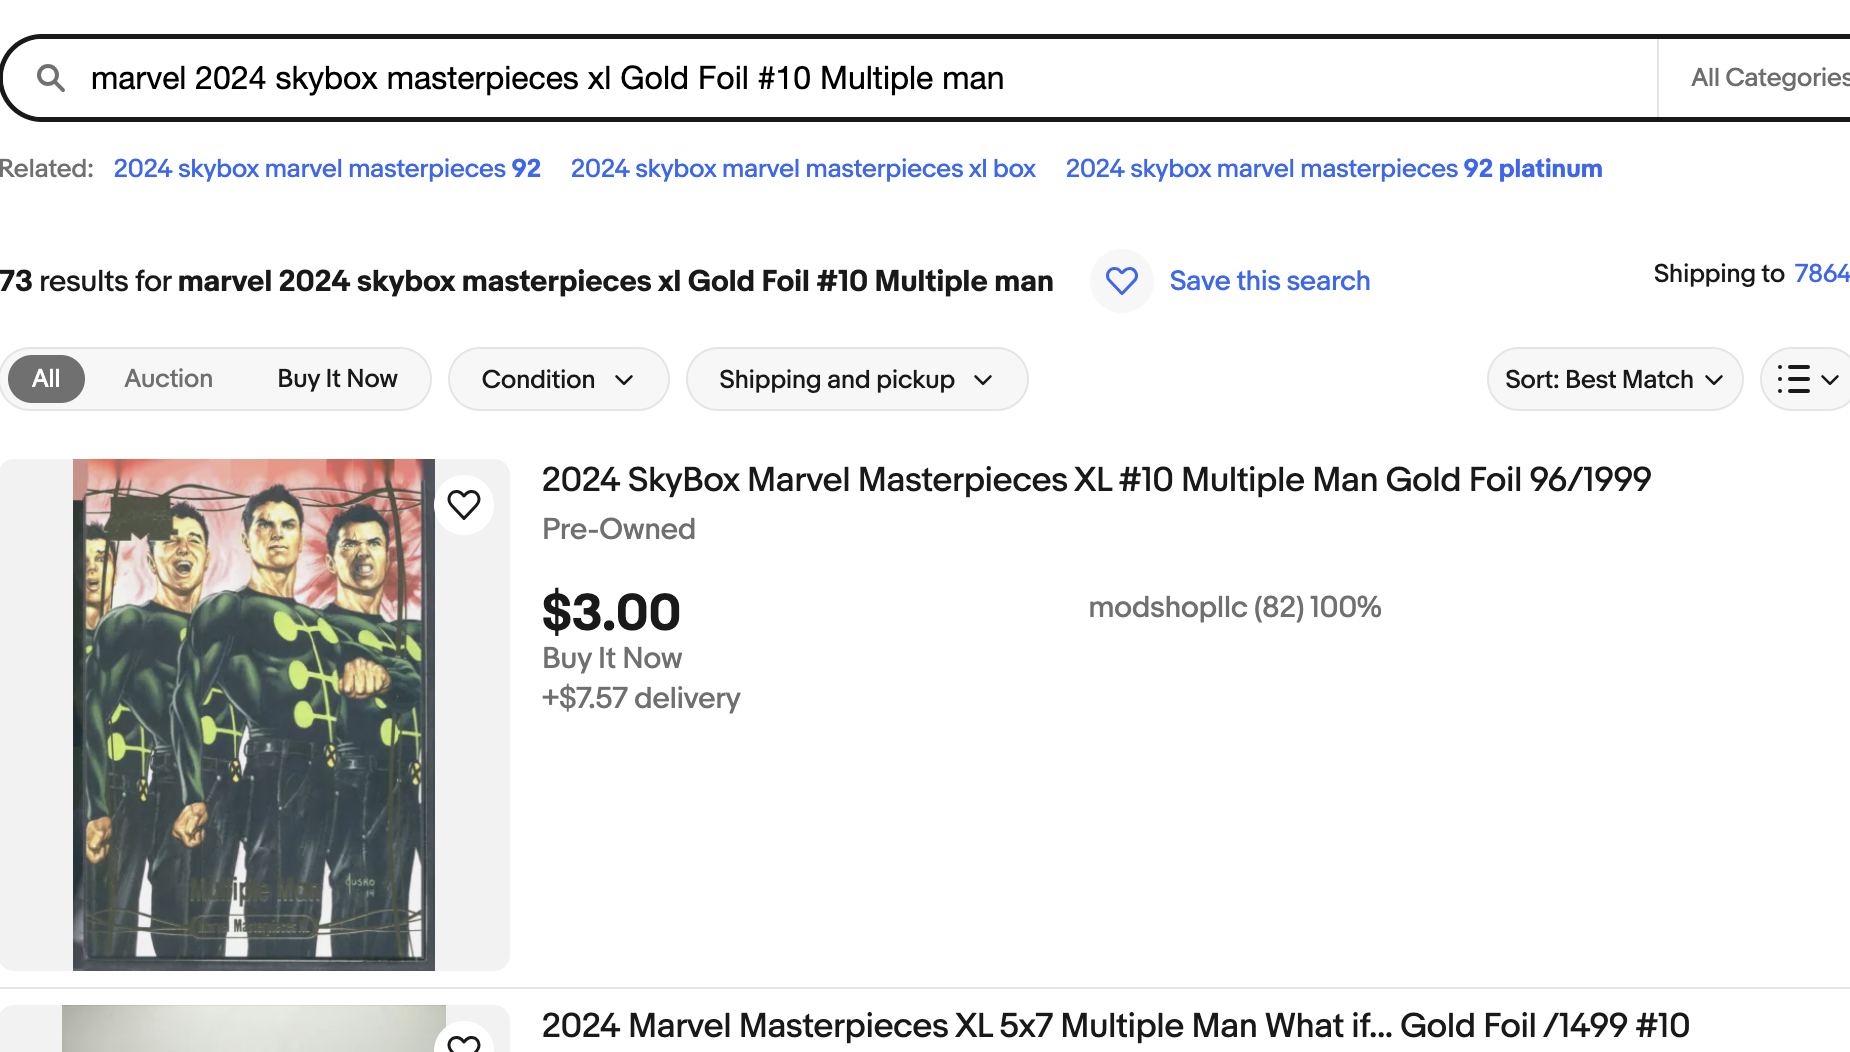 marvel 2024 skybox masterpieces xl Gold Foil #10 Multiple man
All Categories
Related: 2024 skybox marvel masterpieces 92 2024 skybox marvel masterpieces xl box 2024 skybox marvel masterpieces 92 platinum
73 results for marvel 2024 skybox masterpieces xl Gold Foil #10 Multiple man
Save this search
Shipping to 7864
All Auction Buy It Now Condition Shipping and pickup Sort: Best Match
2024 SkyBox Marvel Masterpieces XL #10 Multiple Man Gold Foil 96/1999
Pre-Owned
$3.00
modshopllc (82) 100%
Buy It Now
+$7.57 delivery
Multiple Man
Jusko
Marvel Masterpieces
2024 Marvel Masterpieces XL 5x7 Multiple Man What if... Gold Foil /1499 #10